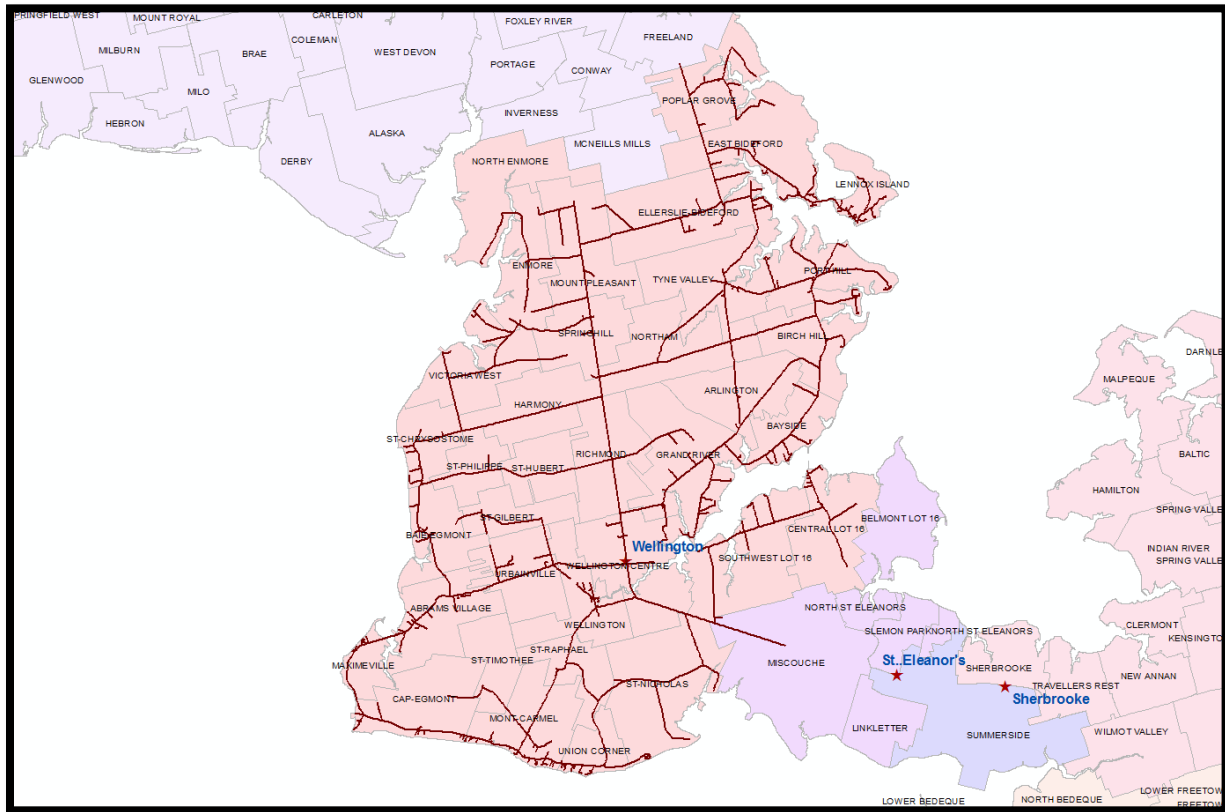 PRINGFIELD WEST
MOUNT ROYAL
CARLETON
FOXLEY RIVER
COLEMAN
FREELAND
MILBURN
BRAE
WEST DEVON
PORTAGE
CONWAY
GLENWOOD
MILO
POPLAR GROVE
INVERNESS
HEBRON
ALASKA
MCNEILLS MILLS
EAST BIDEFORD
DERBY
NORTH ENMORE
LENNOX ISLAND
ELLERSLIE-BIDEFORD
ENMORE
MOUNT PLEASANT
TYNE VALLEY
PORT HILL
SPRINGHILL
NORTHAM
BIRCH HILL
DARNLE
VICTORIA WEST
MALPEQUE
HARMONY
ARLINGTON
ST-CHRYSOSTOME
BAYSIDE
ST-PHILIPPE
ST-HUBERT
RICHMOND
GRAND RIVER
BALTIC
HAMILTON
SPRING VALLE
ST-GILBERT
BELMONT LOT 16
CENTRAL LOT 16
BAIE-EGMONT
Wellington
INDIAN RIVER
SPRING VALLE
SOUTHWEST LOT 16
WELLINGTON CENTRE
URBAINVILLE
ABRAMS VILLAGE
NORTH ST ELEANORS
WELLINGTON
CLERMONT
SLEMON PARK
NORTH ST ELEANORS
KENSINGTO
ST-RAPHAEL
ST-TIMOTHEE
MAXIMEVILLE
MISCOUCHE
St. Eleanor's
SHERBROOKE
NEW ANNAN
ST-NICHOLAS
TRAVELLERS REST
CAP-EGMONT
Sherbrooke
MONT-CARMEL
LINKLETTER
SUMMERSIDE
WILMOT VALLEY
UNION CORNER
LOWER BEDEQUE
NORTH BEDEQUE
LOWER FREETOW
FREETOW